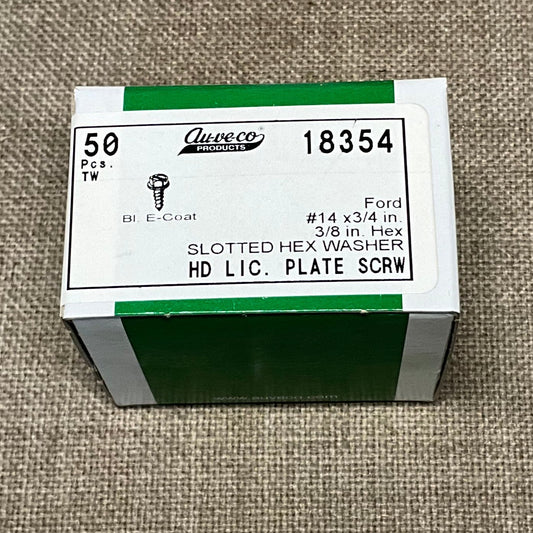 50
Pcs.
TW
Au-ve-co®
PRODUCTS
18354
Bl. E-Coat
Ford
#14 x3/4 in.
3/8 in. Hex
SLOTTED HEX WASHER
HD LIC. PLATE SCRW
www.auveco.com